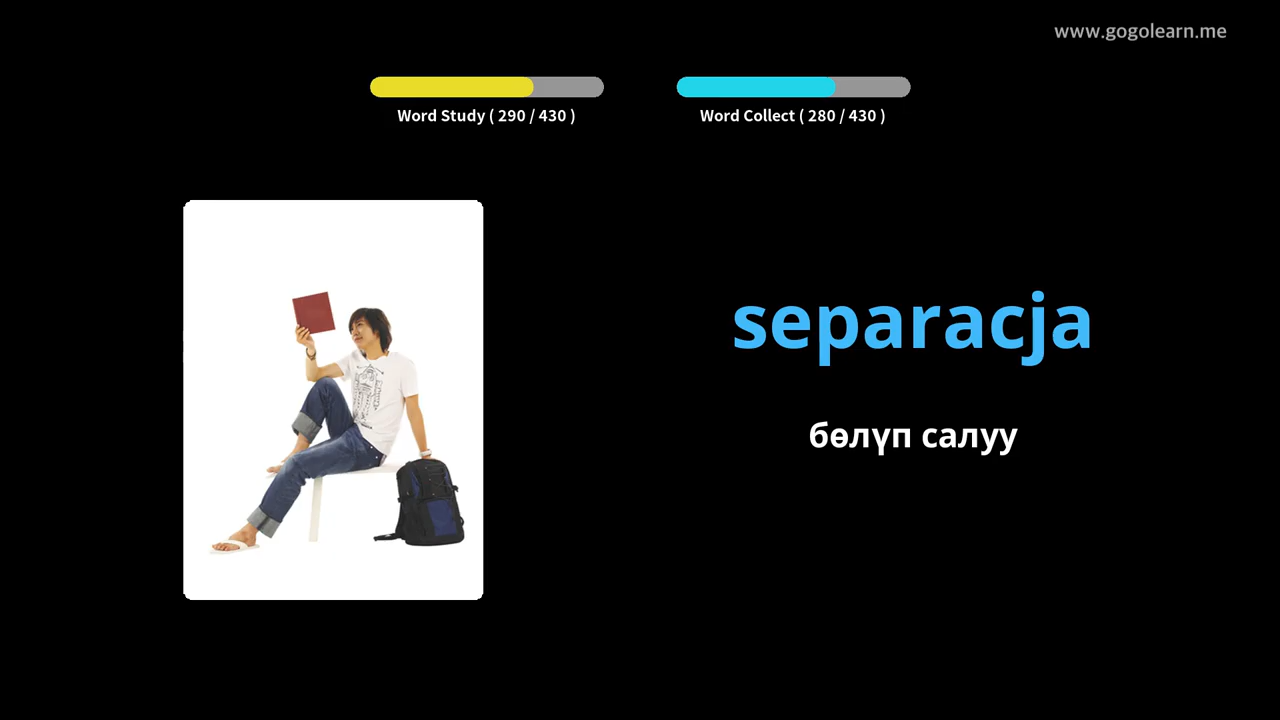 www.gogolearn.me
Word Study ( 290 / 430 )
Word Collect ( 280 / 430 )
separacja
бөлүп салуу